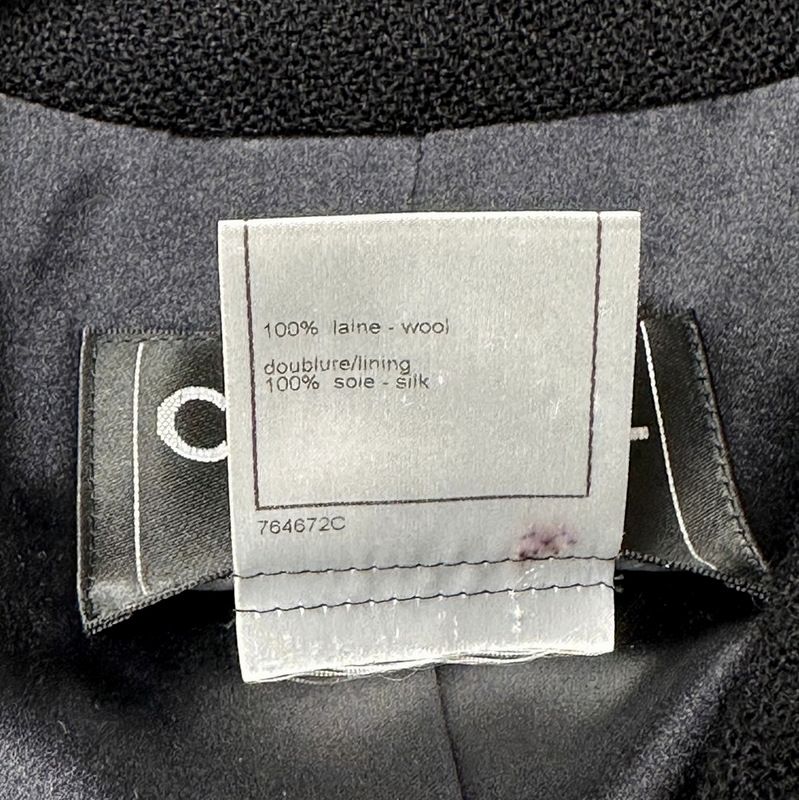 100% laine - wool
doublure/lining
100% soie - silk
764672C